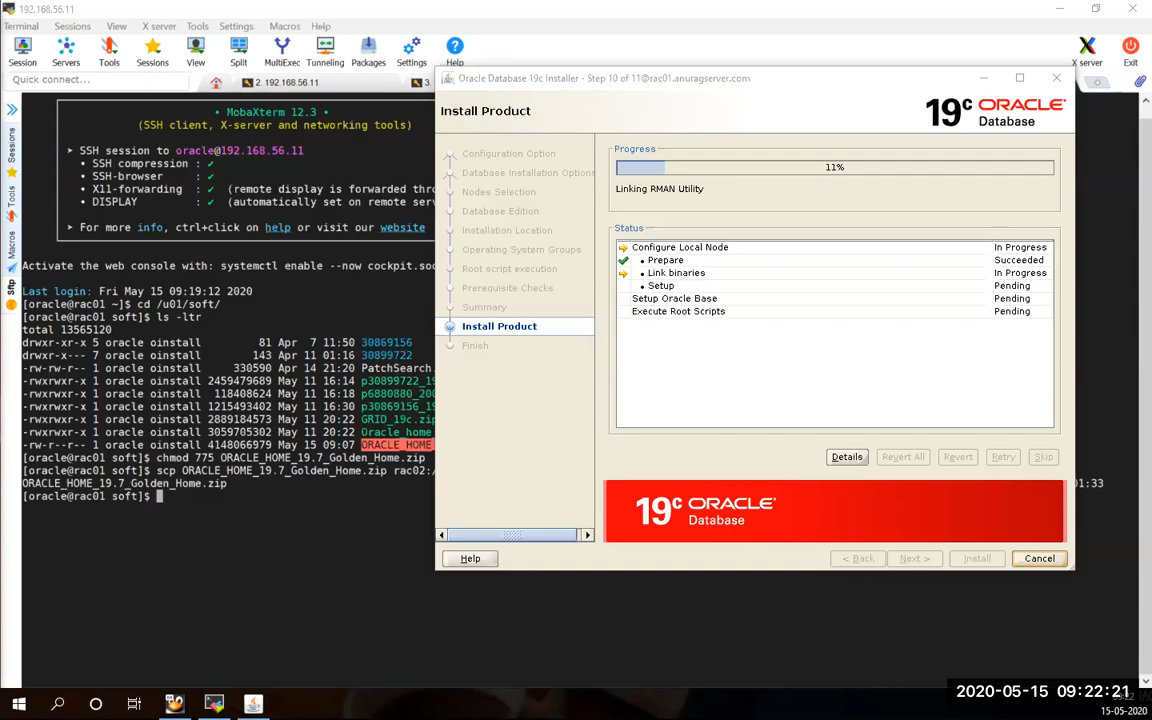 192.168.56.11
Terminal Sessions View X server Tools Settings Macros Help
Session Servers Tools Sessions View Split MultiExec Tunneling Packages Settings Help
X server Exit
Quick connect...
2. 192.168.56.11
3.
Sessions
Tools
Macros
Sftp
• MobaXterm 12.3 •
(SSH client, X-server and networking tools)
➤ SSH session to oracle@192.168.56.11
• SSH compression : ✓
• SSH-browser : ✓
• X11-forwarding : ✓ (remote display is forwarded thro
• DISPLAY : ✓ (automatically set on remote serv
➤ For more info, ctrl+click on help or visit our website
Activate the web console with: systemctl enable --now cockpit.soc
Last login: Fri May 15 09:19:12 2020
[oracle@rac01 ~]$ cd /u01/soft/
[oracle@rac01 soft]$ ls -ltr
total 13565120
drwxr-xr-x 5 oracle oinstall 81 Apr 7 11:50 30869156
drwxr-x--- 7 oracle oinstall 143 Apr 11 01:16 30899722
-rw-rw-r-- 1 oracle oinstall 330590 Apr 14 21:20 PatchSearch.
-rwxrwxr-x 1 oracle oinstall 2459479689 May 11 16:14 p30899722_19
-rwxrwxr-x 1 oracle oinstall 118408624 May 11 16:18 p6880880_200
-rwxrwxr-x 1 oracle oinstall 1215493402 May 11 16:30 p30869156_19
-rwxrwxr-x 1 oracle oinstall 2889184573 May 11 20:22 GRID_19c.zip
-rwxrwxr-x 1 oracle oinstall 3059705302 May 11 20:22 Oracle home
-rw-r--r-- 1 oracle oinstall 4148066979 May 15 09:07 ORACLE_HOME
[oracle@rac01 soft]$ chmod 775 ORACLE_HOME_19.7_Golden_Home.zip
[oracle@rac01 soft]$ scp ORACLE_HOME_19.7_Golden_Home.zip rac02:/
ORACLE_HOME_19.7_Golden_Home.zip 01:33
[oracle@rac01 soft]$
Oracle Database 19c Installer - Step 10 of 11@rac01.anuragserver.com
Install Product
19c ORACLE
Database
Configuration Option
Database Installation Options
Nodes Selection
Database Edition
Installation Location
Operating System Groups
Root script execution
Prerequisite Checks
Summary
Install Product
Finish
Progress
11%
Linking RMAN Utility
Status
Configure Local Node In Progress
• Prepare Succeeded
• Link binaries In Progress
• Setup Pending
Setup Oracle Base Pending
Execute Root Scripts Pending
Details Revert All Revert Retry Skip
19c ORACLE
Database
Help < Back Next > Install Cancel
2020-05-15 09:22:21
15-05-2020